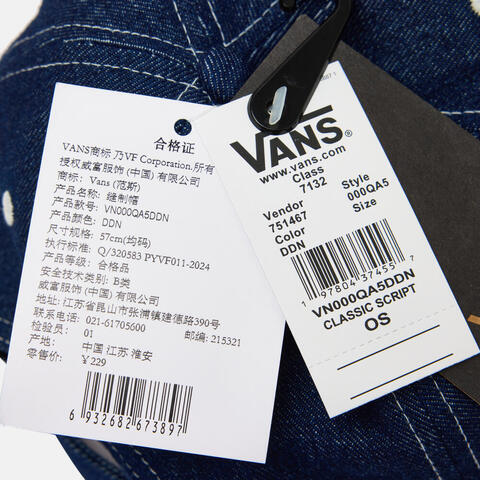 合格证
VANS商标 乃VF Corporation.所有
授权威富服饰(中国)有限公司
商标: Vans (范斯)
产品名称: 缝制帽
产品款号: VN000QA5DDN
产品颜色: DDN
尺寸规格: 57cm(均码)
执行标准: Q/320583 PYVF011-2024
产品等级: 合格品
安全技术类别: B类
威富服饰(中国)有限公司
地址:江苏省昆山市张浦镇建德路390号
联系电话: 021-61705600 邮编: 215321
检验员: 01
产地: 中国 江苏 淮安
零售价: ¥229
6 932682 673897
VANS
®
www.vans.com
Class
7132
Vendor
751467
Style
000QA5
Color
DDN
Size
1 97804 37455
VN000QA5DDN
CLASSIC SCRIPT
OS